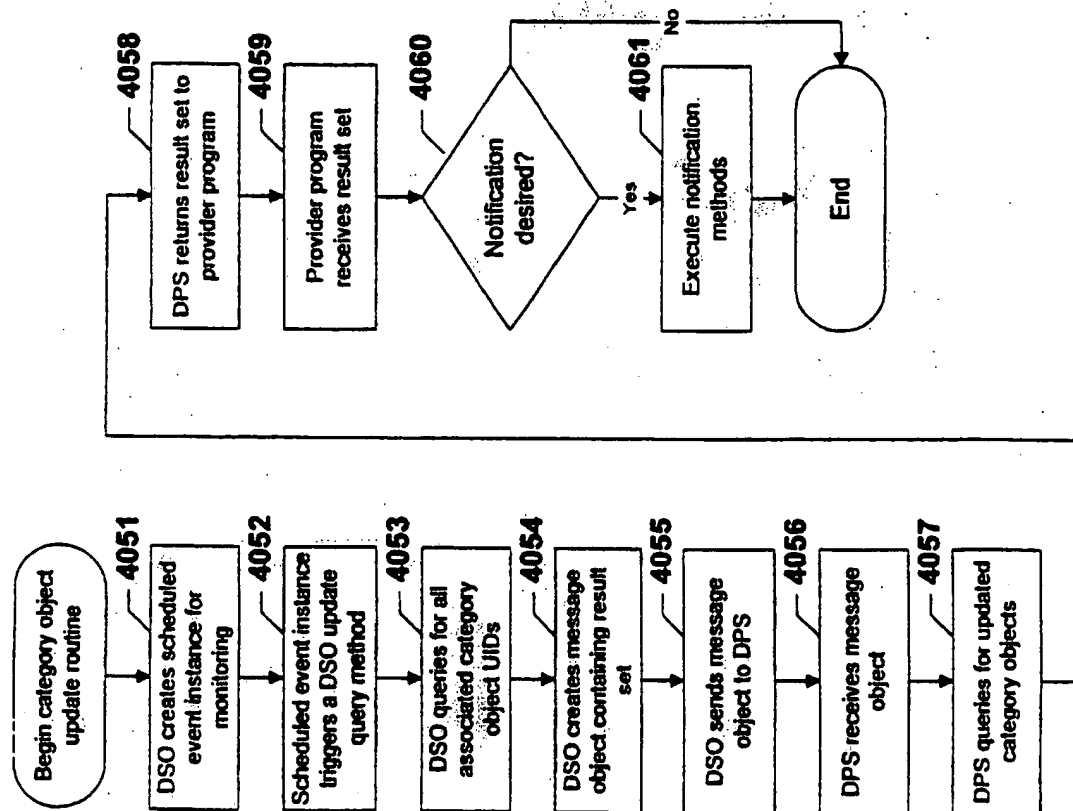 Begin category object
update routine
4051
DSO creates scheduled
event instance for
monitoring
4052
Scheduled event instance
triggers a DSO update
query method
4053
DSO queries for all
associated category
object UIDs
4054
DSO creates message
object containing result
set
4055
DSO sends message
object to DPS
4056
DPS receives message
object
4057
DPS queries for updated
category objects
4058
DPS returns result set to
provider program
4059
Provider program
receives result set
4060
Notification
desired?
No
Yes
4061
Execute notification.
methods
End